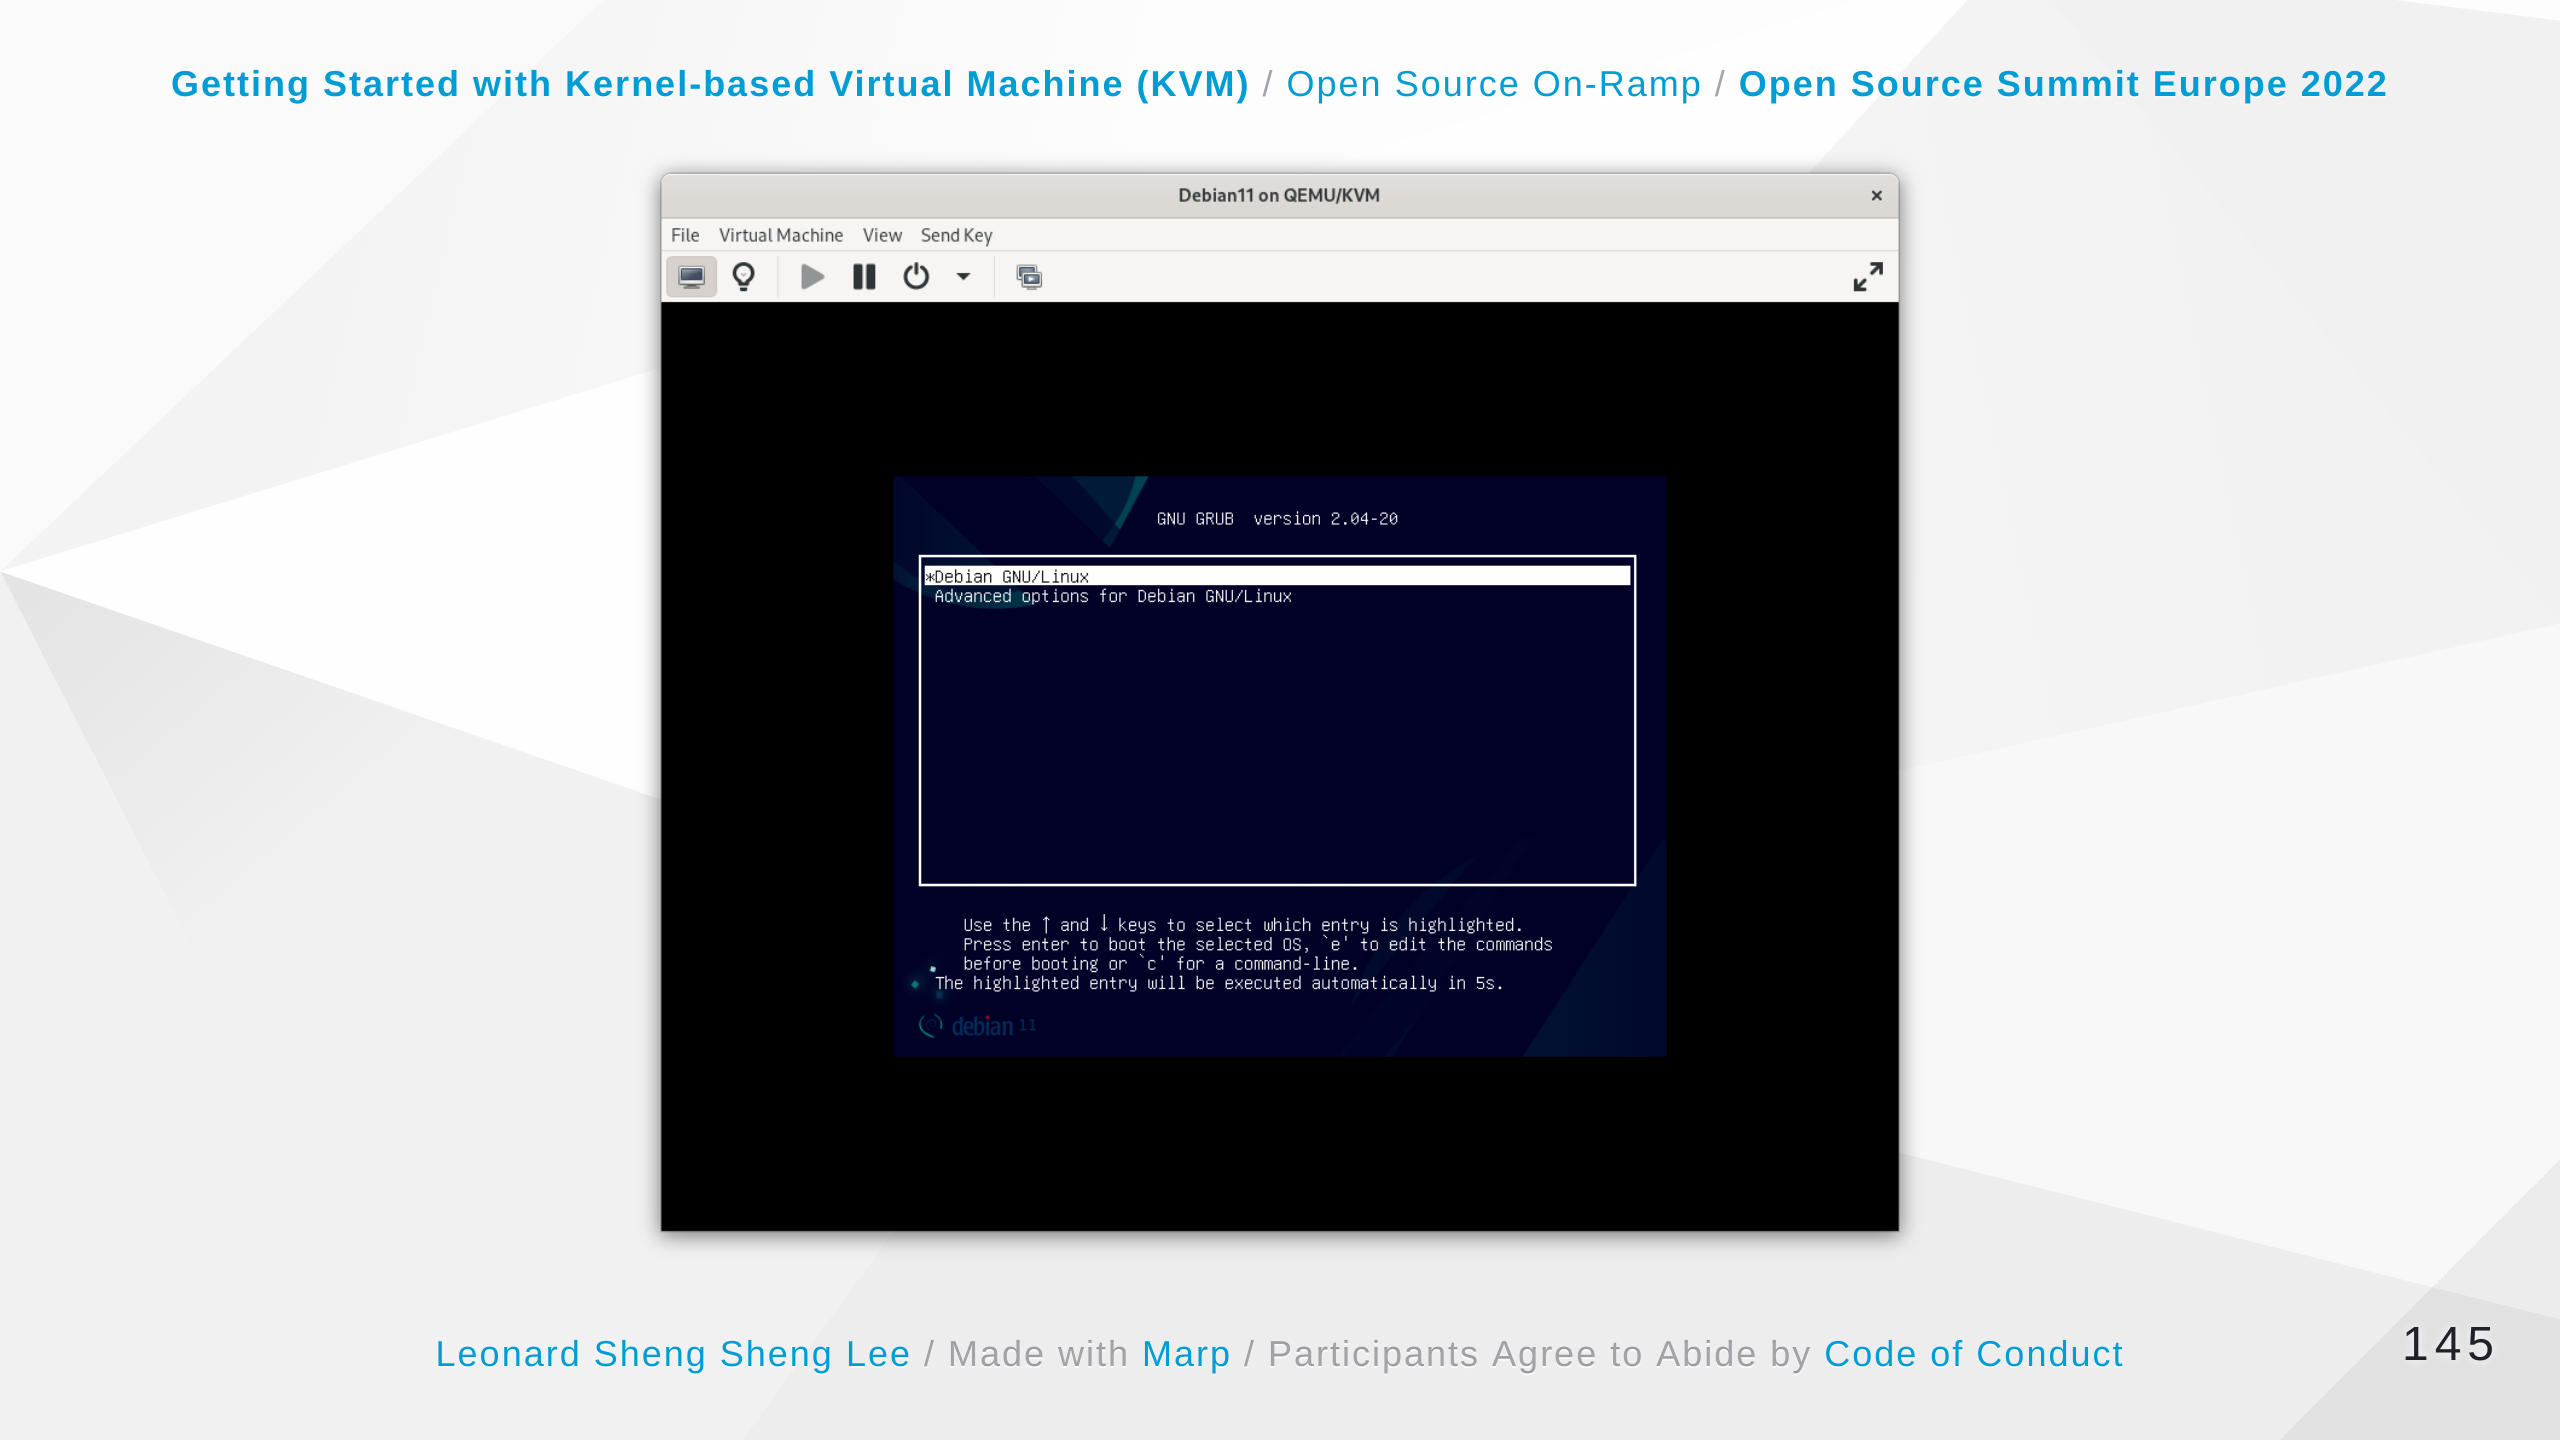 Getting Started with Kernel-based Virtual Machine (KVM) / Open Source On-Ramp / Open Source Summit Europe 2022
Debian11 on QEMU/KVM
File Virtual Machine View Send Key
GNU GRUB version 2.04-20
*Debian GNU/Linux
Advanced options for Debian GNU/Linux
Use the ↑ and ↓ keys to select which entry is highlighted.
Press enter to boot the selected OS, `e' to edit the commands
before booting or `c' for a command-line.
The highlighted entry will be executed automatically in 5s.
debian 11
Leonard Sheng Sheng Lee / Made with Marp / Participants Agree to Abide by Code of Conduct
145